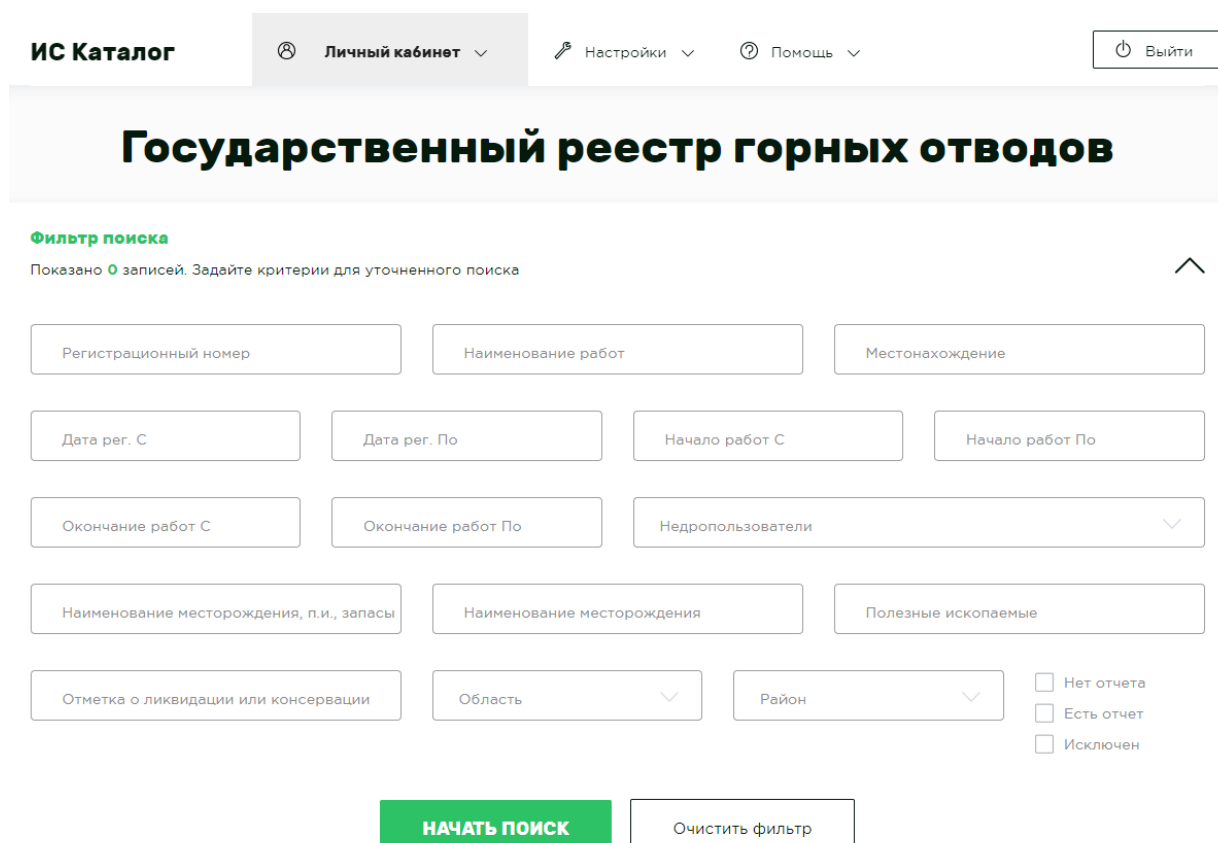 ИС Каталог
Личный кабинет
Настройки
Помощь
Выйти
Государственный реестр горных отводов
Фильтр поиска
Показано 0 записей. Задайте критерии для уточненного поиска
Регистрационный номер
Наименование работ
Местонахождение
Дата рег. С
Дата рег. По
Начало работ С
Начало работ По
Окончание работ С
Окончание работ По
Недропользователи
Наименование месторождения, п.и., запасы
Наименование месторождения
Полезные ископаемые
Отметка о ликвидации или консервации
Область
Район
Нет отчета
Есть отчет
Исключен
НАЧАТЬ ПОИСК
Очистить фильтр